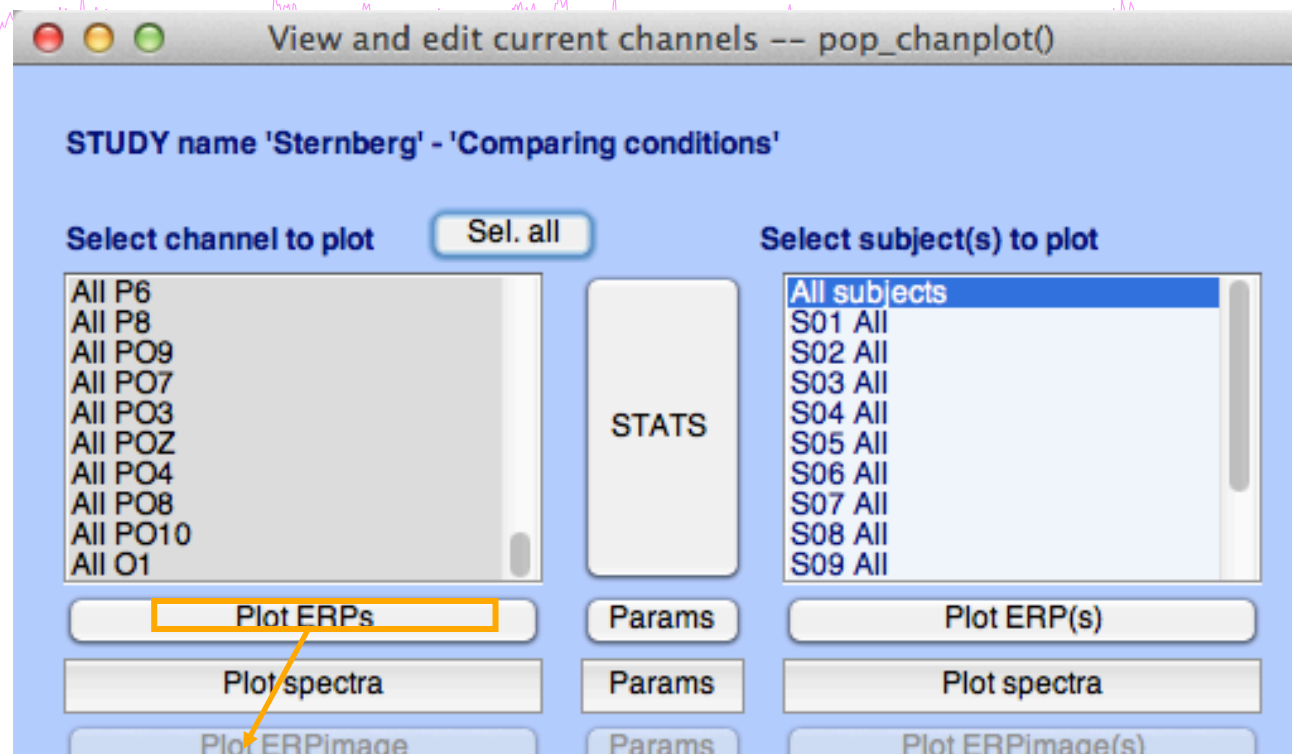 View and edit current channels -- pop_chanplot()
STUDY name 'Sternberg' - 'Comparing conditions'
Select channel to plot
Sel. all
Select subject(s) to plot
All P6
All P8
All PO9
All PO7
All PO3
All POZ
All PO4
All PO8
All PO10
All O1
STATS
All subjects
S01 All
S02 All
S03 All
S04 All
S05 All
S06 All
S07 All
S08 All
S09 All
Plot ERPs
Params
Plot ERP(s)
Plot spectra
Params
Plot spectra
Plot ERPimage
Params
Plot ERPimage(s)